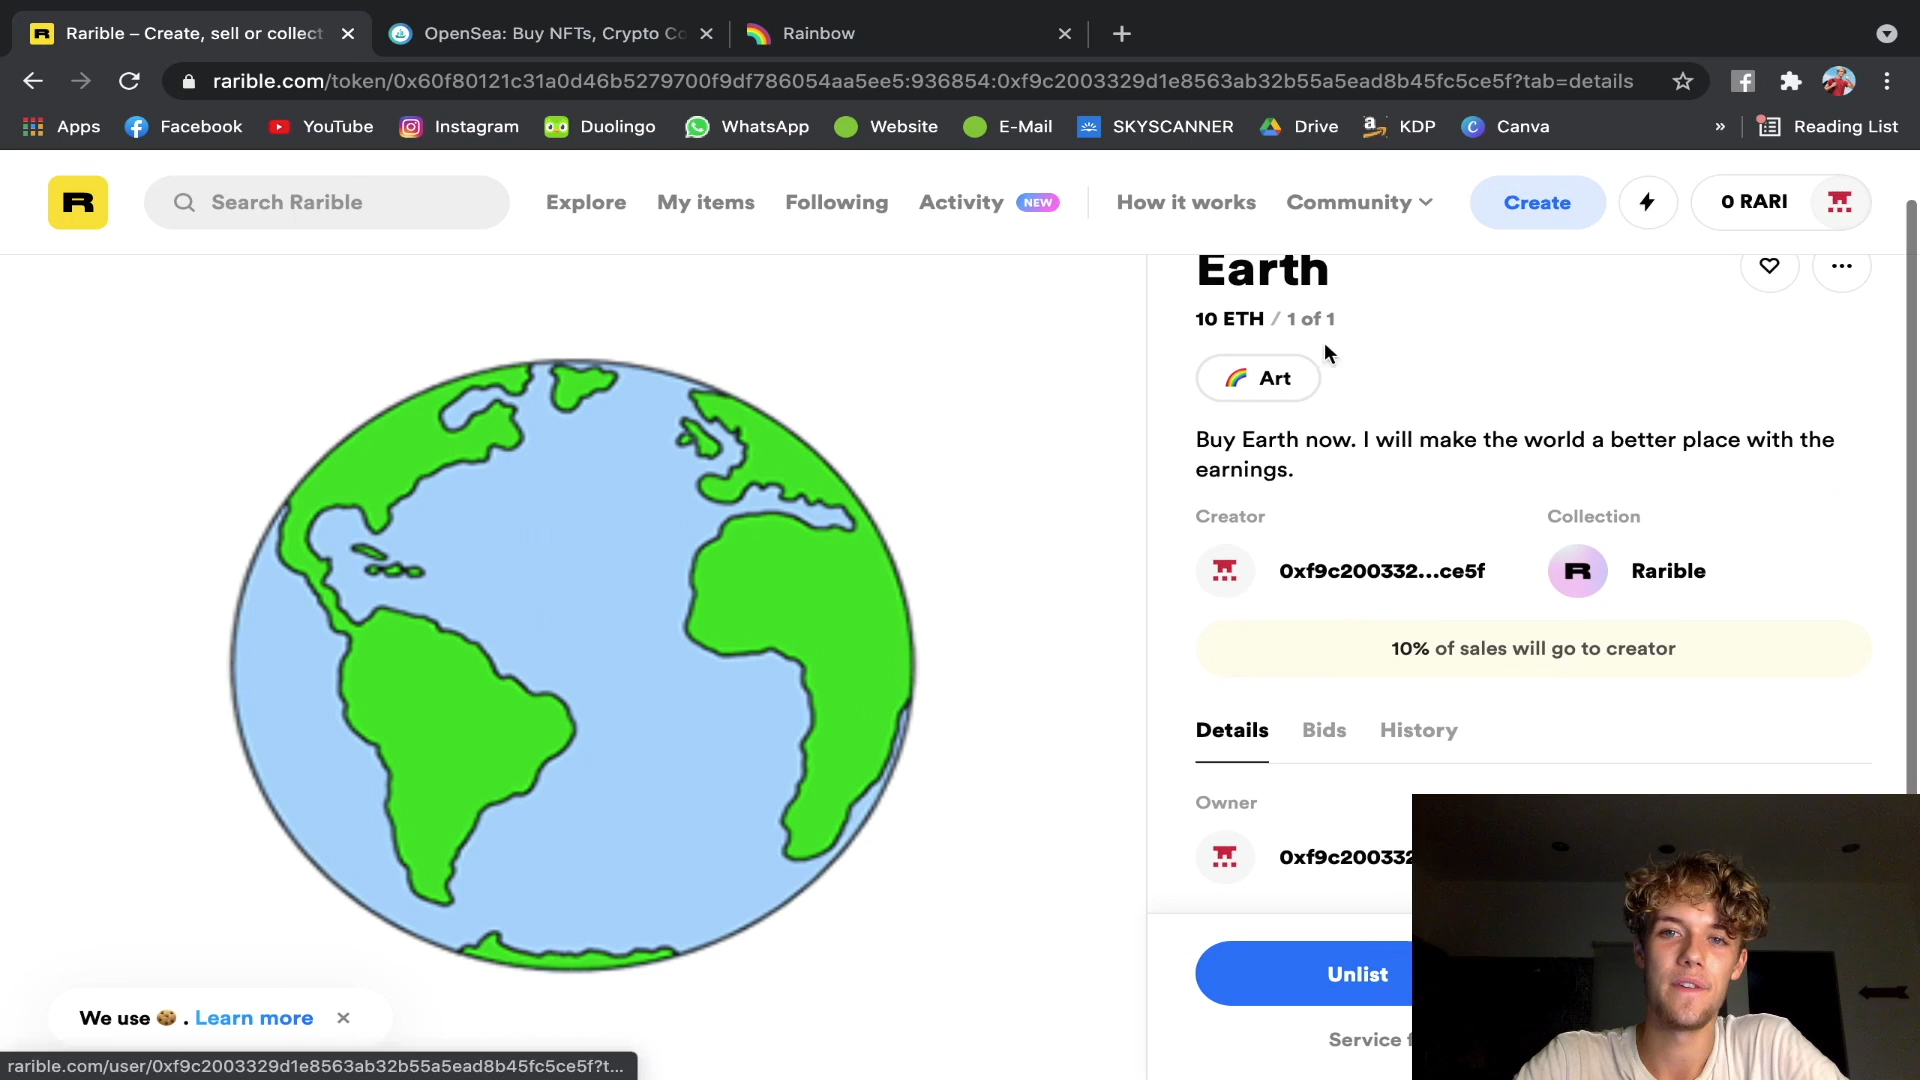 Rarible – Create, sell or collect
OpenSea: Buy NFTs, Crypto Co
Rainbow
rarible.com/token/0x60f80121c31a0d46b5279700f9df786054aa5ee5:936854:0xf9c2003329d1e8563ab32b55a5ead8b45fc5ce5f?tab=details
Apps Facebook YouTube Instagram Duolingo WhatsApp Website E-Mail SKYSCANNER Drive KDP Canva » Reading List
R Search Rarible Explore My items Following Activity NEW How it works Community Create 0 RARI
Earth
10 ETH / 1 of 1
Art
Buy Earth now. I will make the world a better place with the
earnings.
Creator Collection
0xf9c200332...ce5f R Rarible
10% of sales will go to creator
Details Bids History
Owner
0xf9c200332
Unlist
Service f
We use 🍪 . Learn more
rarible.com/user/0xf9c2003329d1e8563ab32b55a5ead8b45fc5ce5f?t...